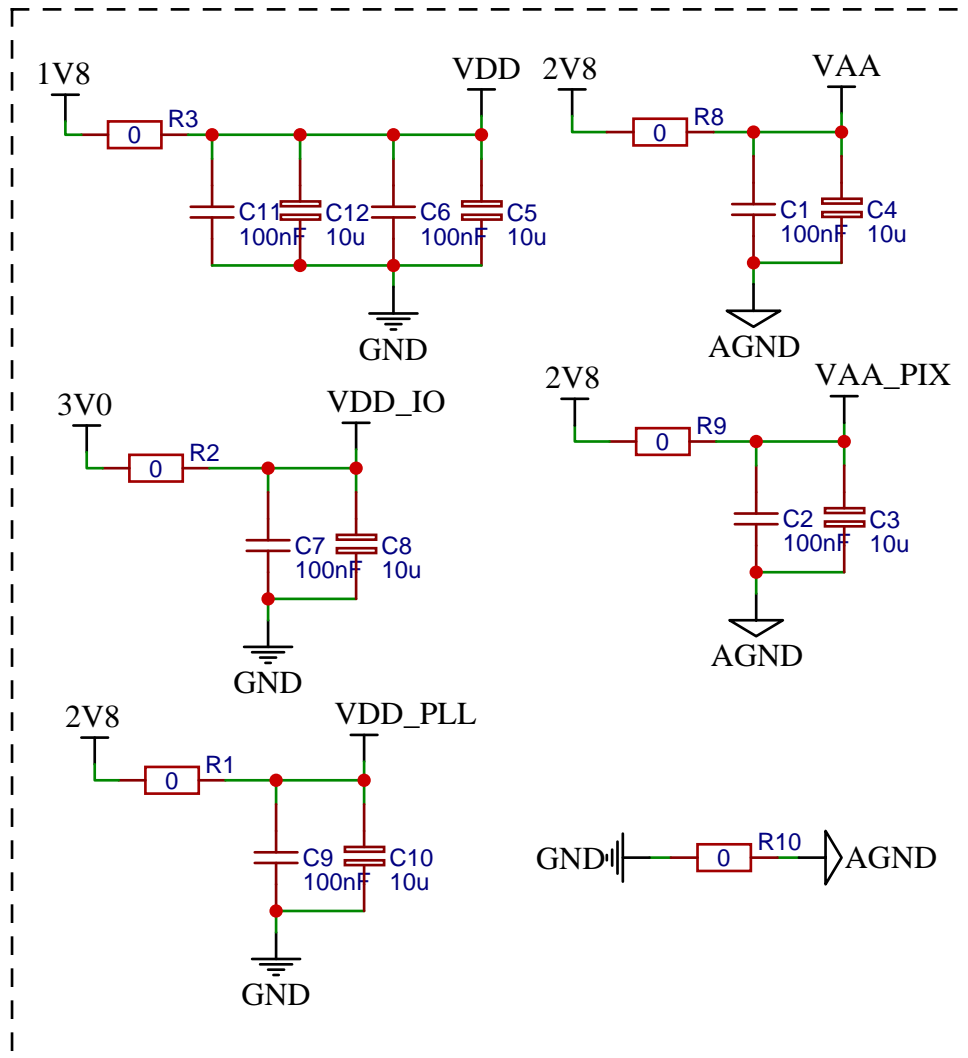 1V8
VDD
0
R3
C11
100nF
C12
10u
C6
100nF
C5
10u
GND
2V8
VAA
0
R8
C1
100nF
C4
10u
AGND
3V0
VDD_IO
0
R2
C7
100nF
C8
10u
GND
2V8
VAA_PIX
0
R9
C2
100nF
C3
10u
AGND
2V8
VDD_PLL
0
R1
C9
100nF
C10
10u
GND
GND
0
R10
AGND